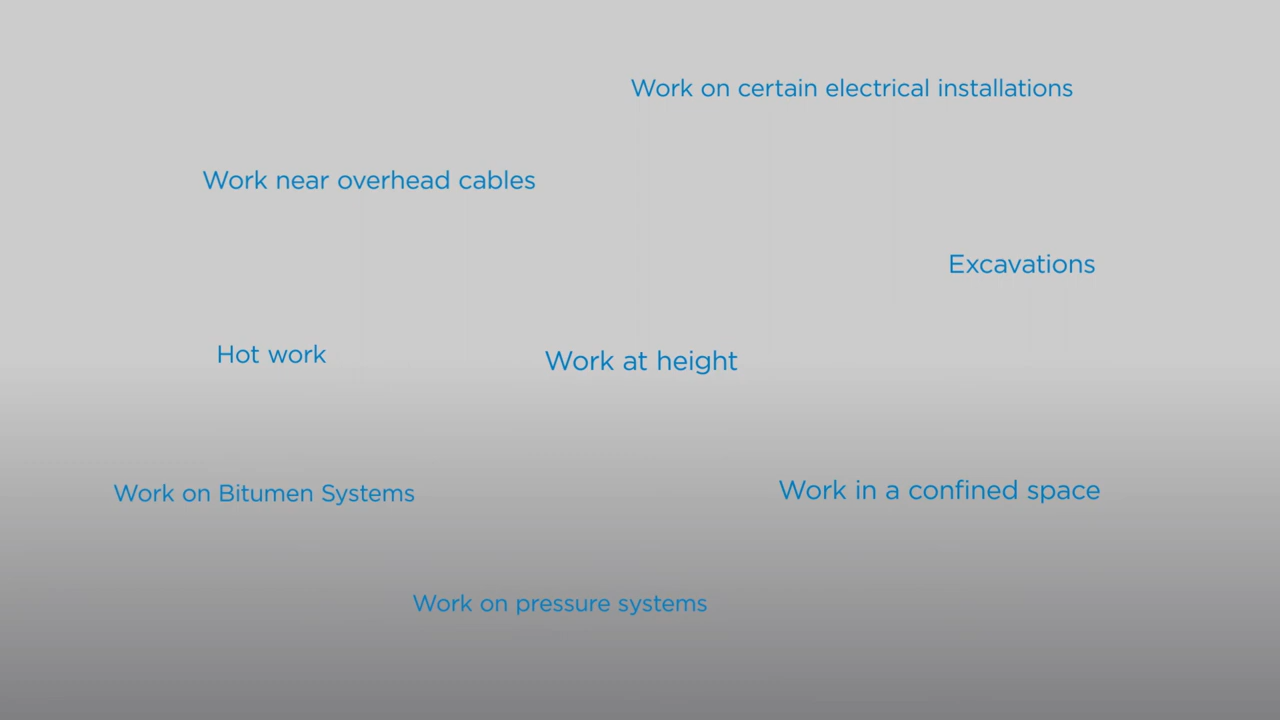 Work on certain electrical installations
Work near overhead cables
Excavations
Hot work
Work at height
Work on Bitumen Systems
Work in a confined space
Work on pressure systems